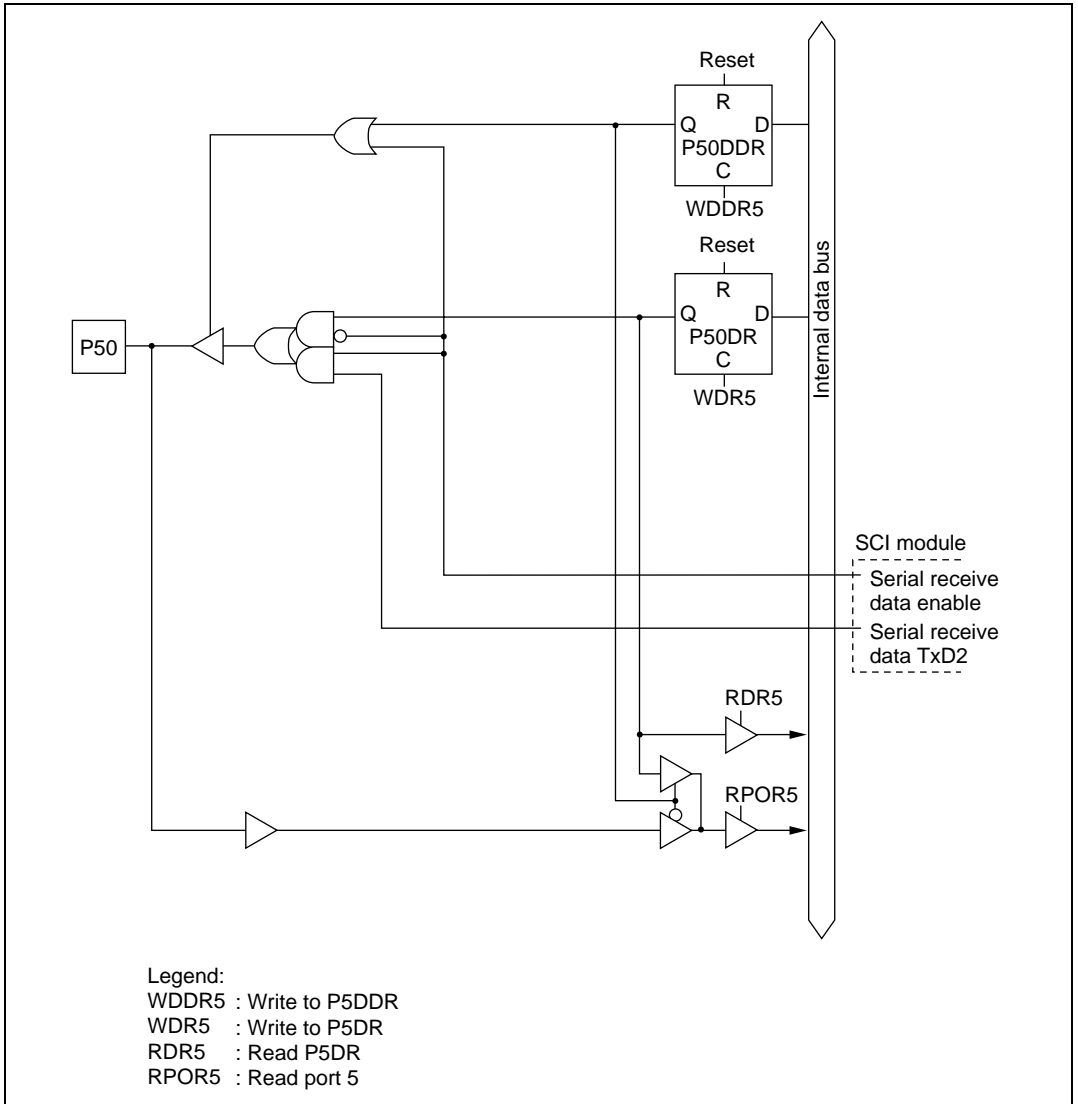 Reset
R
Q D
P50DDR
C
WDDR5
Reset
R
Q D
P50DR
C
WDR5
Internal data bus
P50
SCI module
Serial receive
data enable
Serial receive
data TxD2
RDR5
RPOR5
Legend:
WDDR5 : Write to P5DDR
WDR5 : Write to P5DR
RDR5 : Read P5DR
RPOR5 : Read port 5